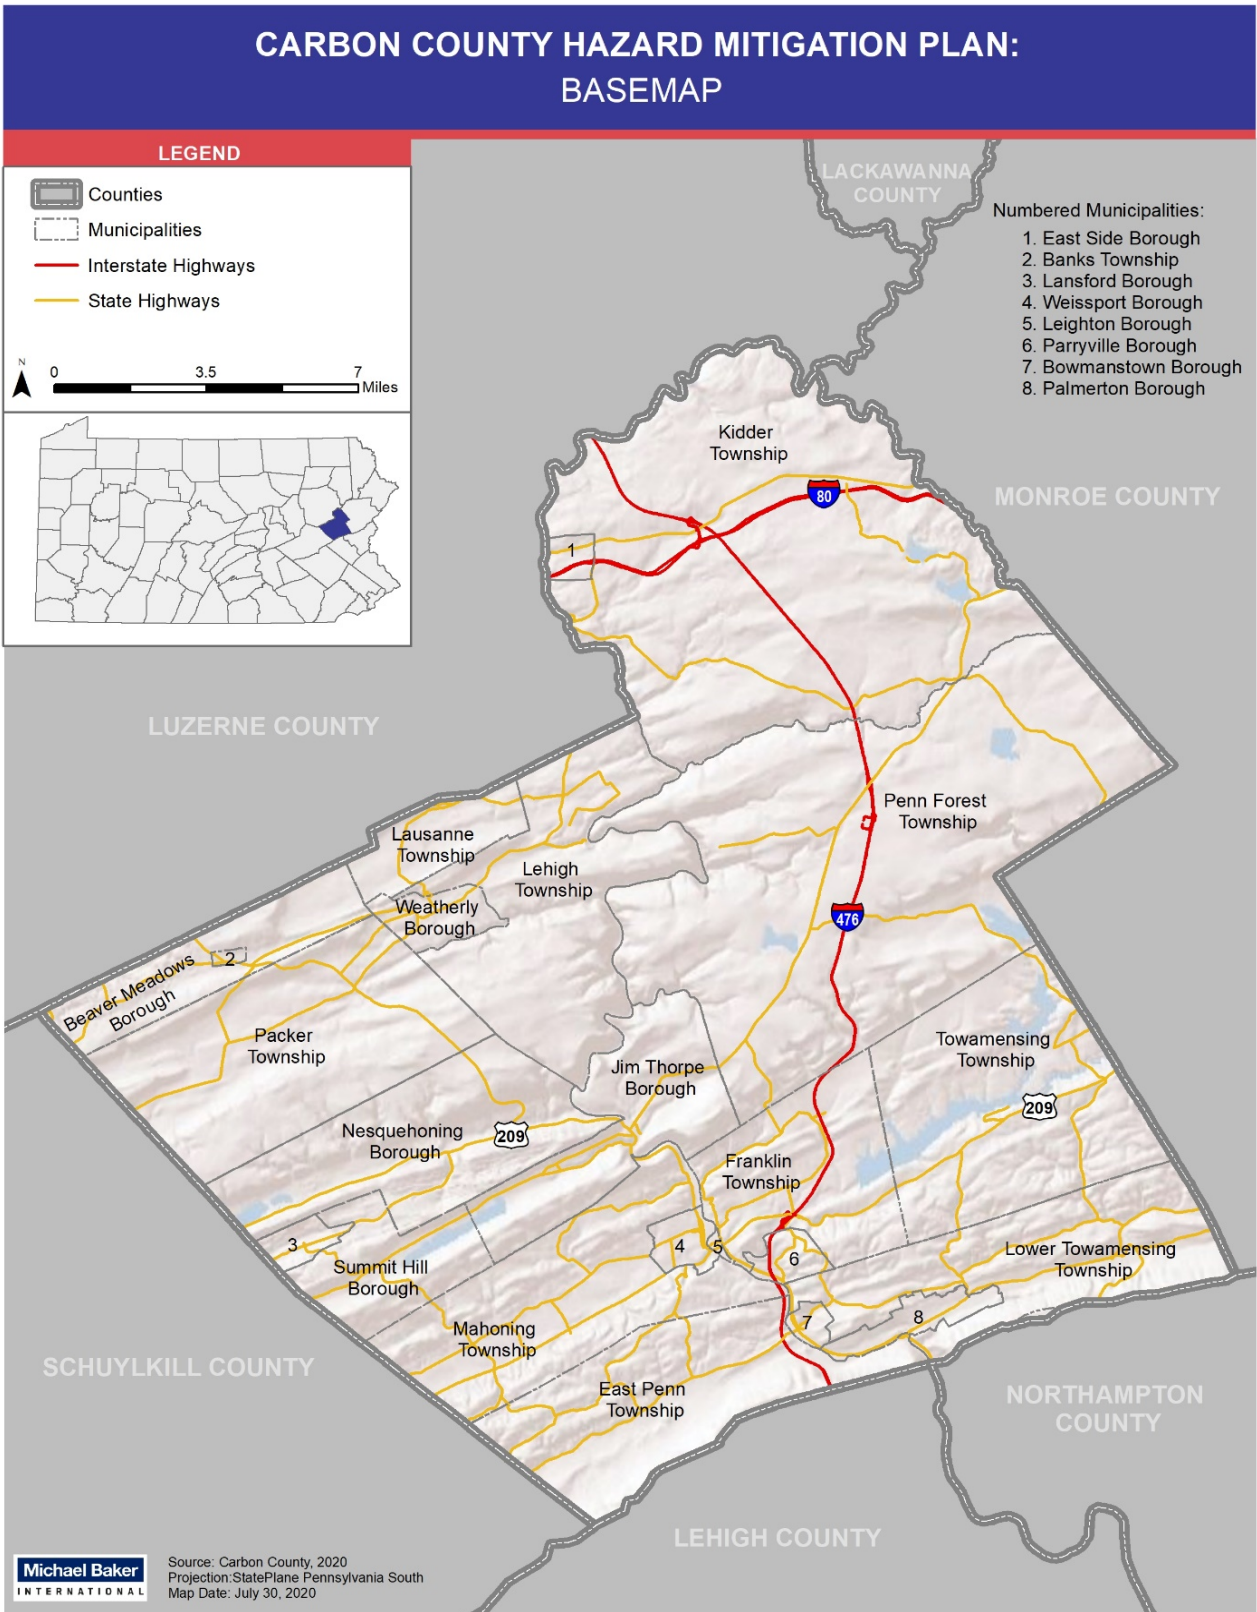 CARBON COUNTY HAZARD MITIGATION PLAN:
BASEMAP
LEGEND
Counties
Municipalities
Interstate Highways
State Highways
N
0 3.5 7
Miles
LACKAWANNA
COUNTY
Numbered Municipalities:
1. East Side Borough
2. Banks Township
3. Lansford Borough
4. Weissport Borough
5. Leighton Borough
6. Parryville Borough
7. Bowmanstown Borough
8. Palmerton Borough
Kidder
Township
80
MONROE COUNTY
1
LUZERNE COUNTY
Penn Forest
Township
Lausanne
Township
Lehigh
Township
Weatherly
Borough
476
2
Beaver Meadows
Borough
Packer
Township
Towamensing
Township
Jim Thorpe
Borough
209
Nesquehoning
Borough
209
Franklin
Township
3
4
5
6
Lower Towamensing
Township
Summit Hill
Borough
7
8
Mahoning
Township
SCHUYLKILL COUNTY
East Penn
Township
NORTHAMPTON
COUNTY
LEHIGH COUNTY
Michael Baker
INTERNATIONAL
Source: Carbon County, 2020
Projection:StatePlane Pennsylvania South
Map Date: July 30, 2020